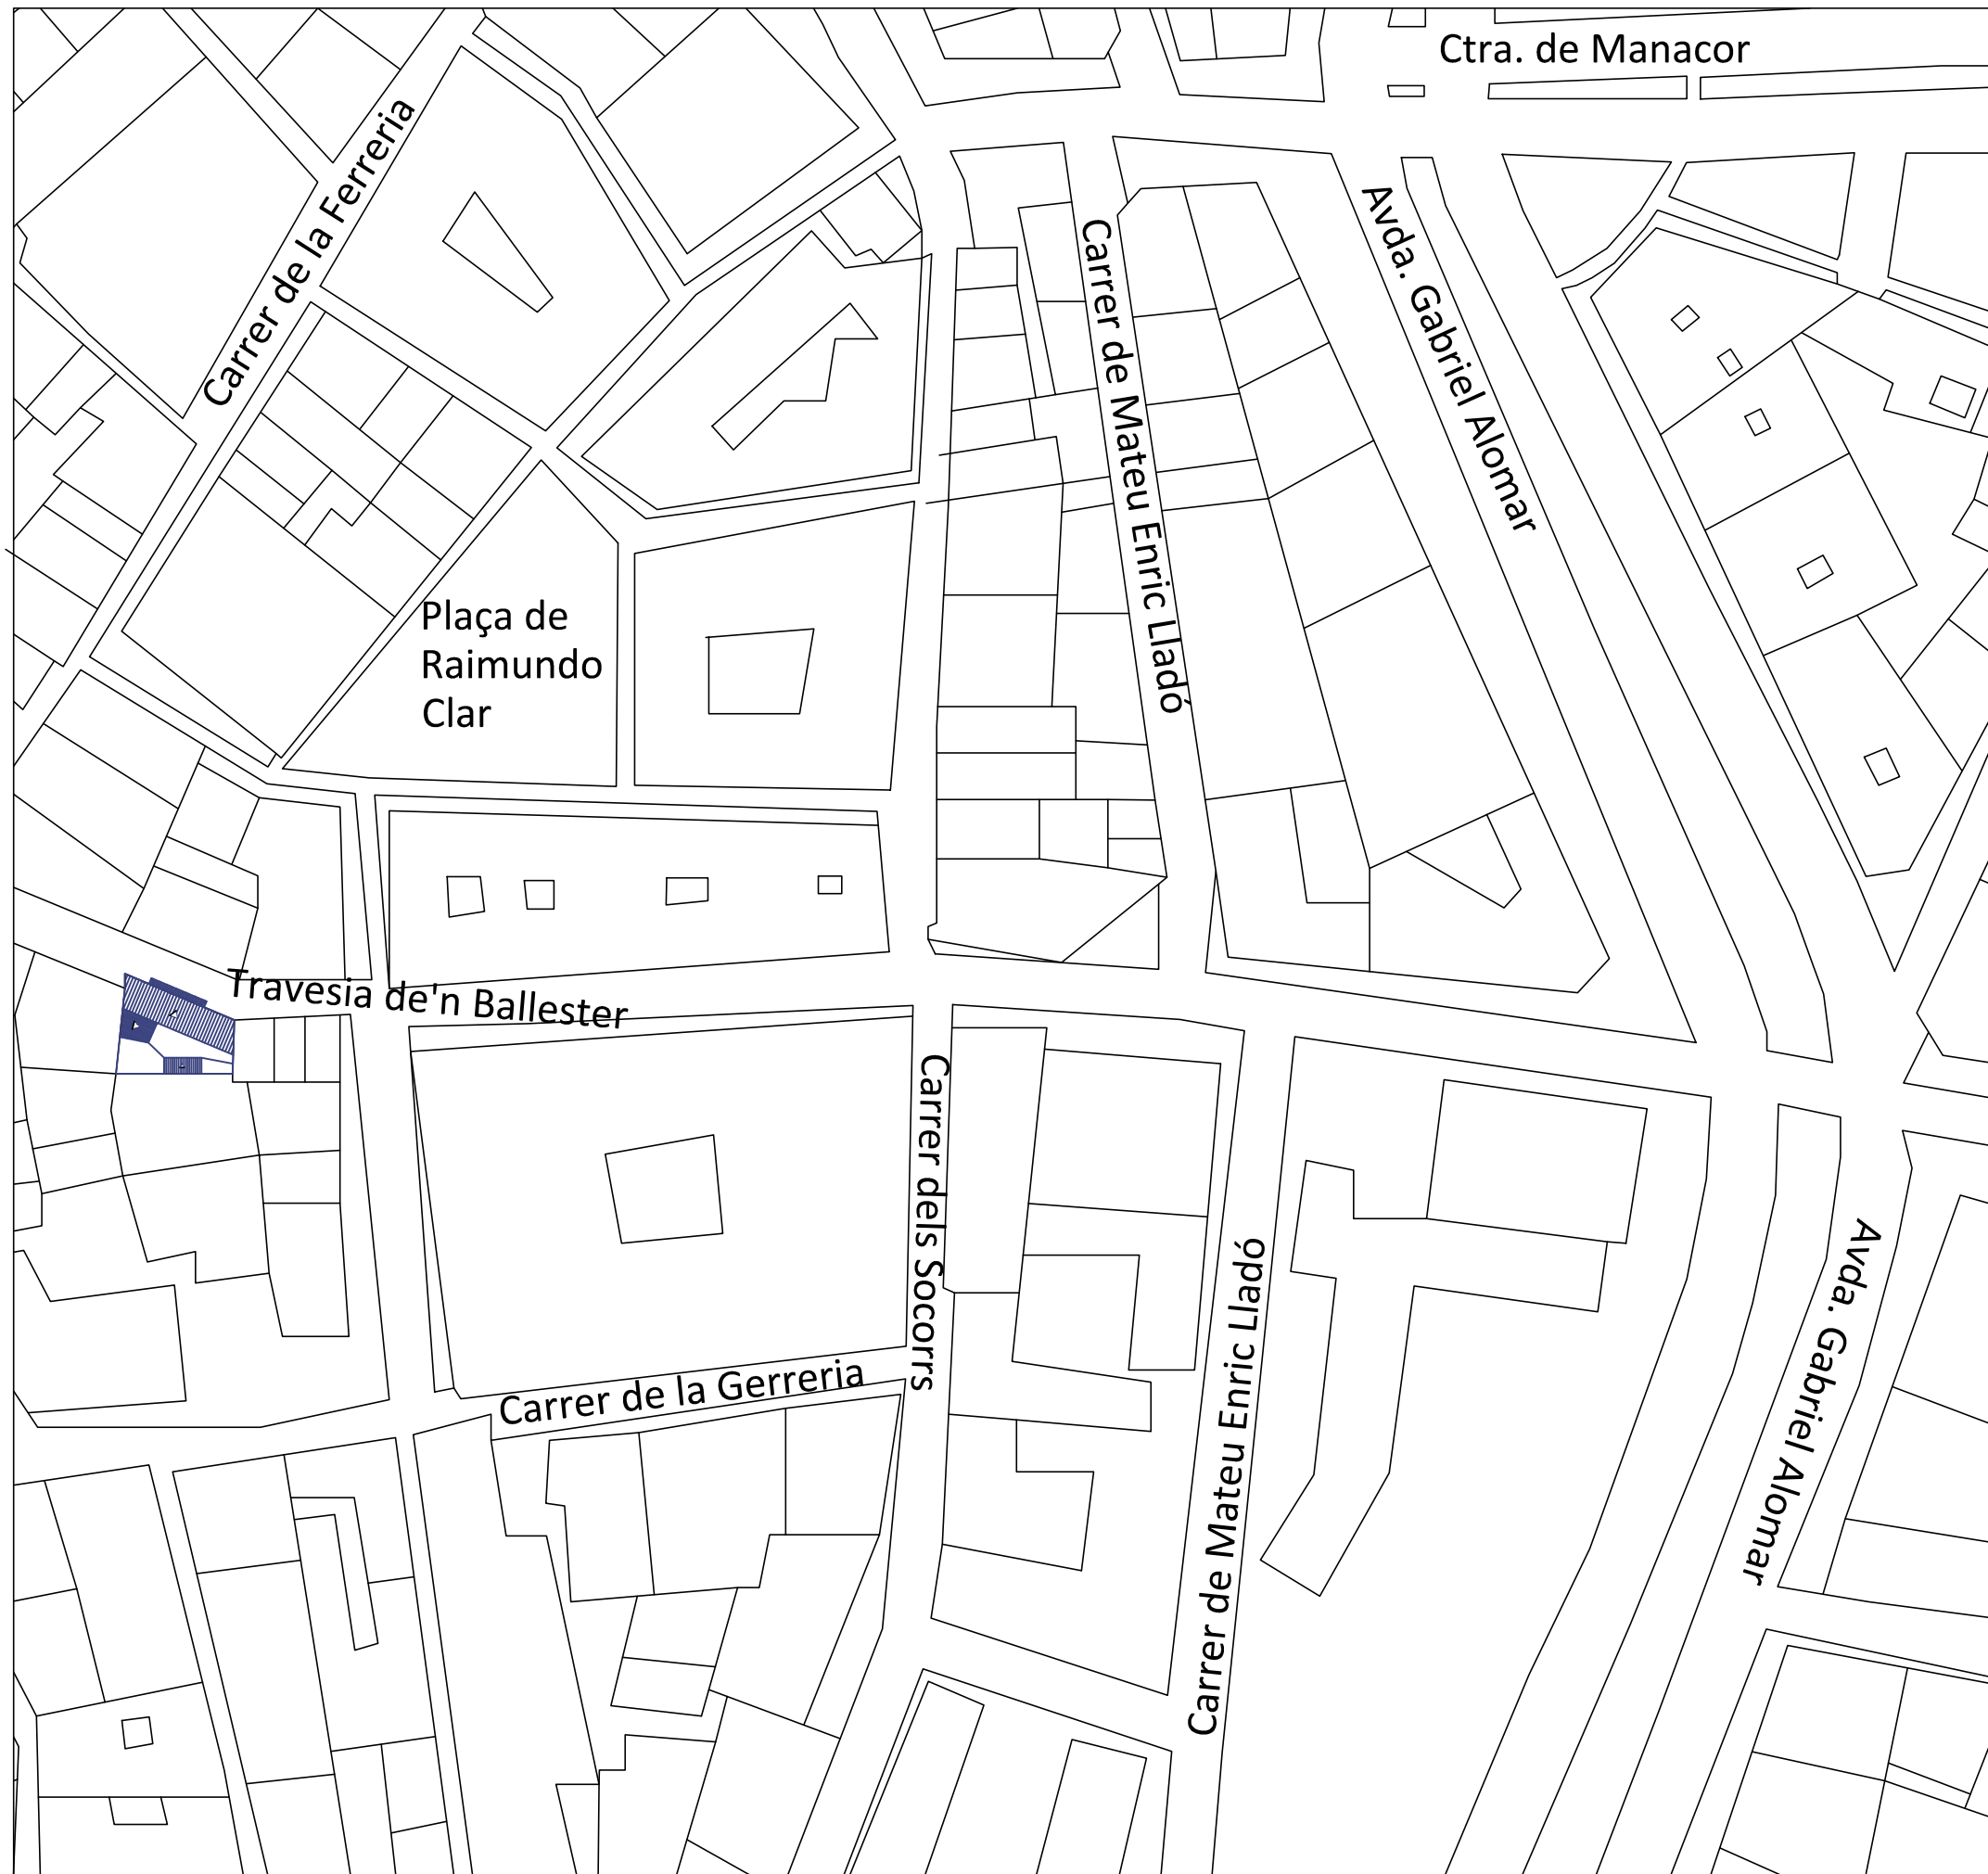 Ctra. de Manacor
Carrer de la Ferreria
Avda. Gabriel Alomar
Carrer de Mateu Enric Lladó
Plaça de
Raimundo
Clar
Travesia de'n Ballester
Carrer dels Socorrs
Carrer de Mateu Enric Lladó
Avda. Gabriel Alomar
Carrer de la Gerreria